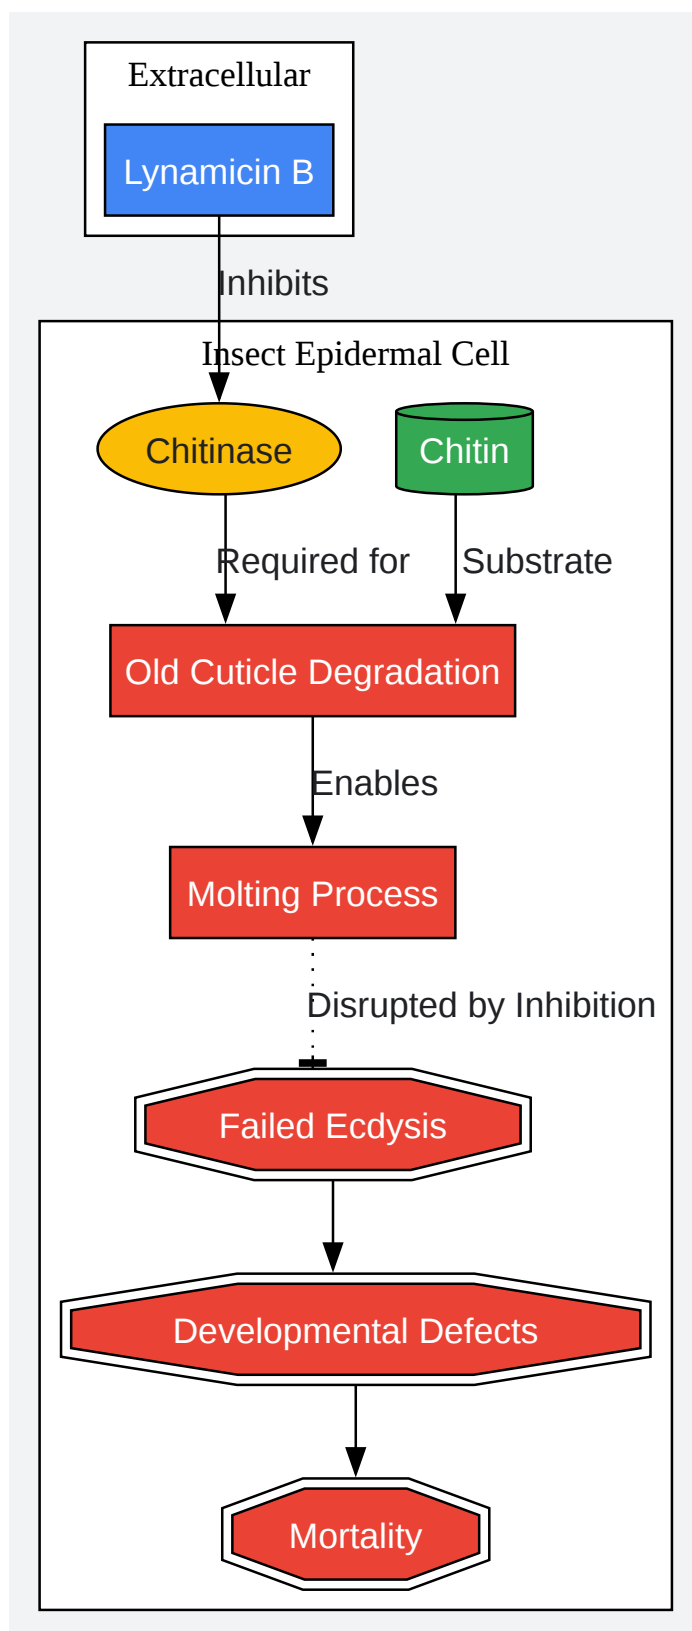 Extracellular
Lynamicin B
Inhibits
Insect Epidermal Cell
Chitinase
Chitin
Required for
Substrate
Old Cuticle Degradation
Enables
Molting Process
Disrupted by Inhibition
Failed Ecdysis
Developmental Defects
Mortality